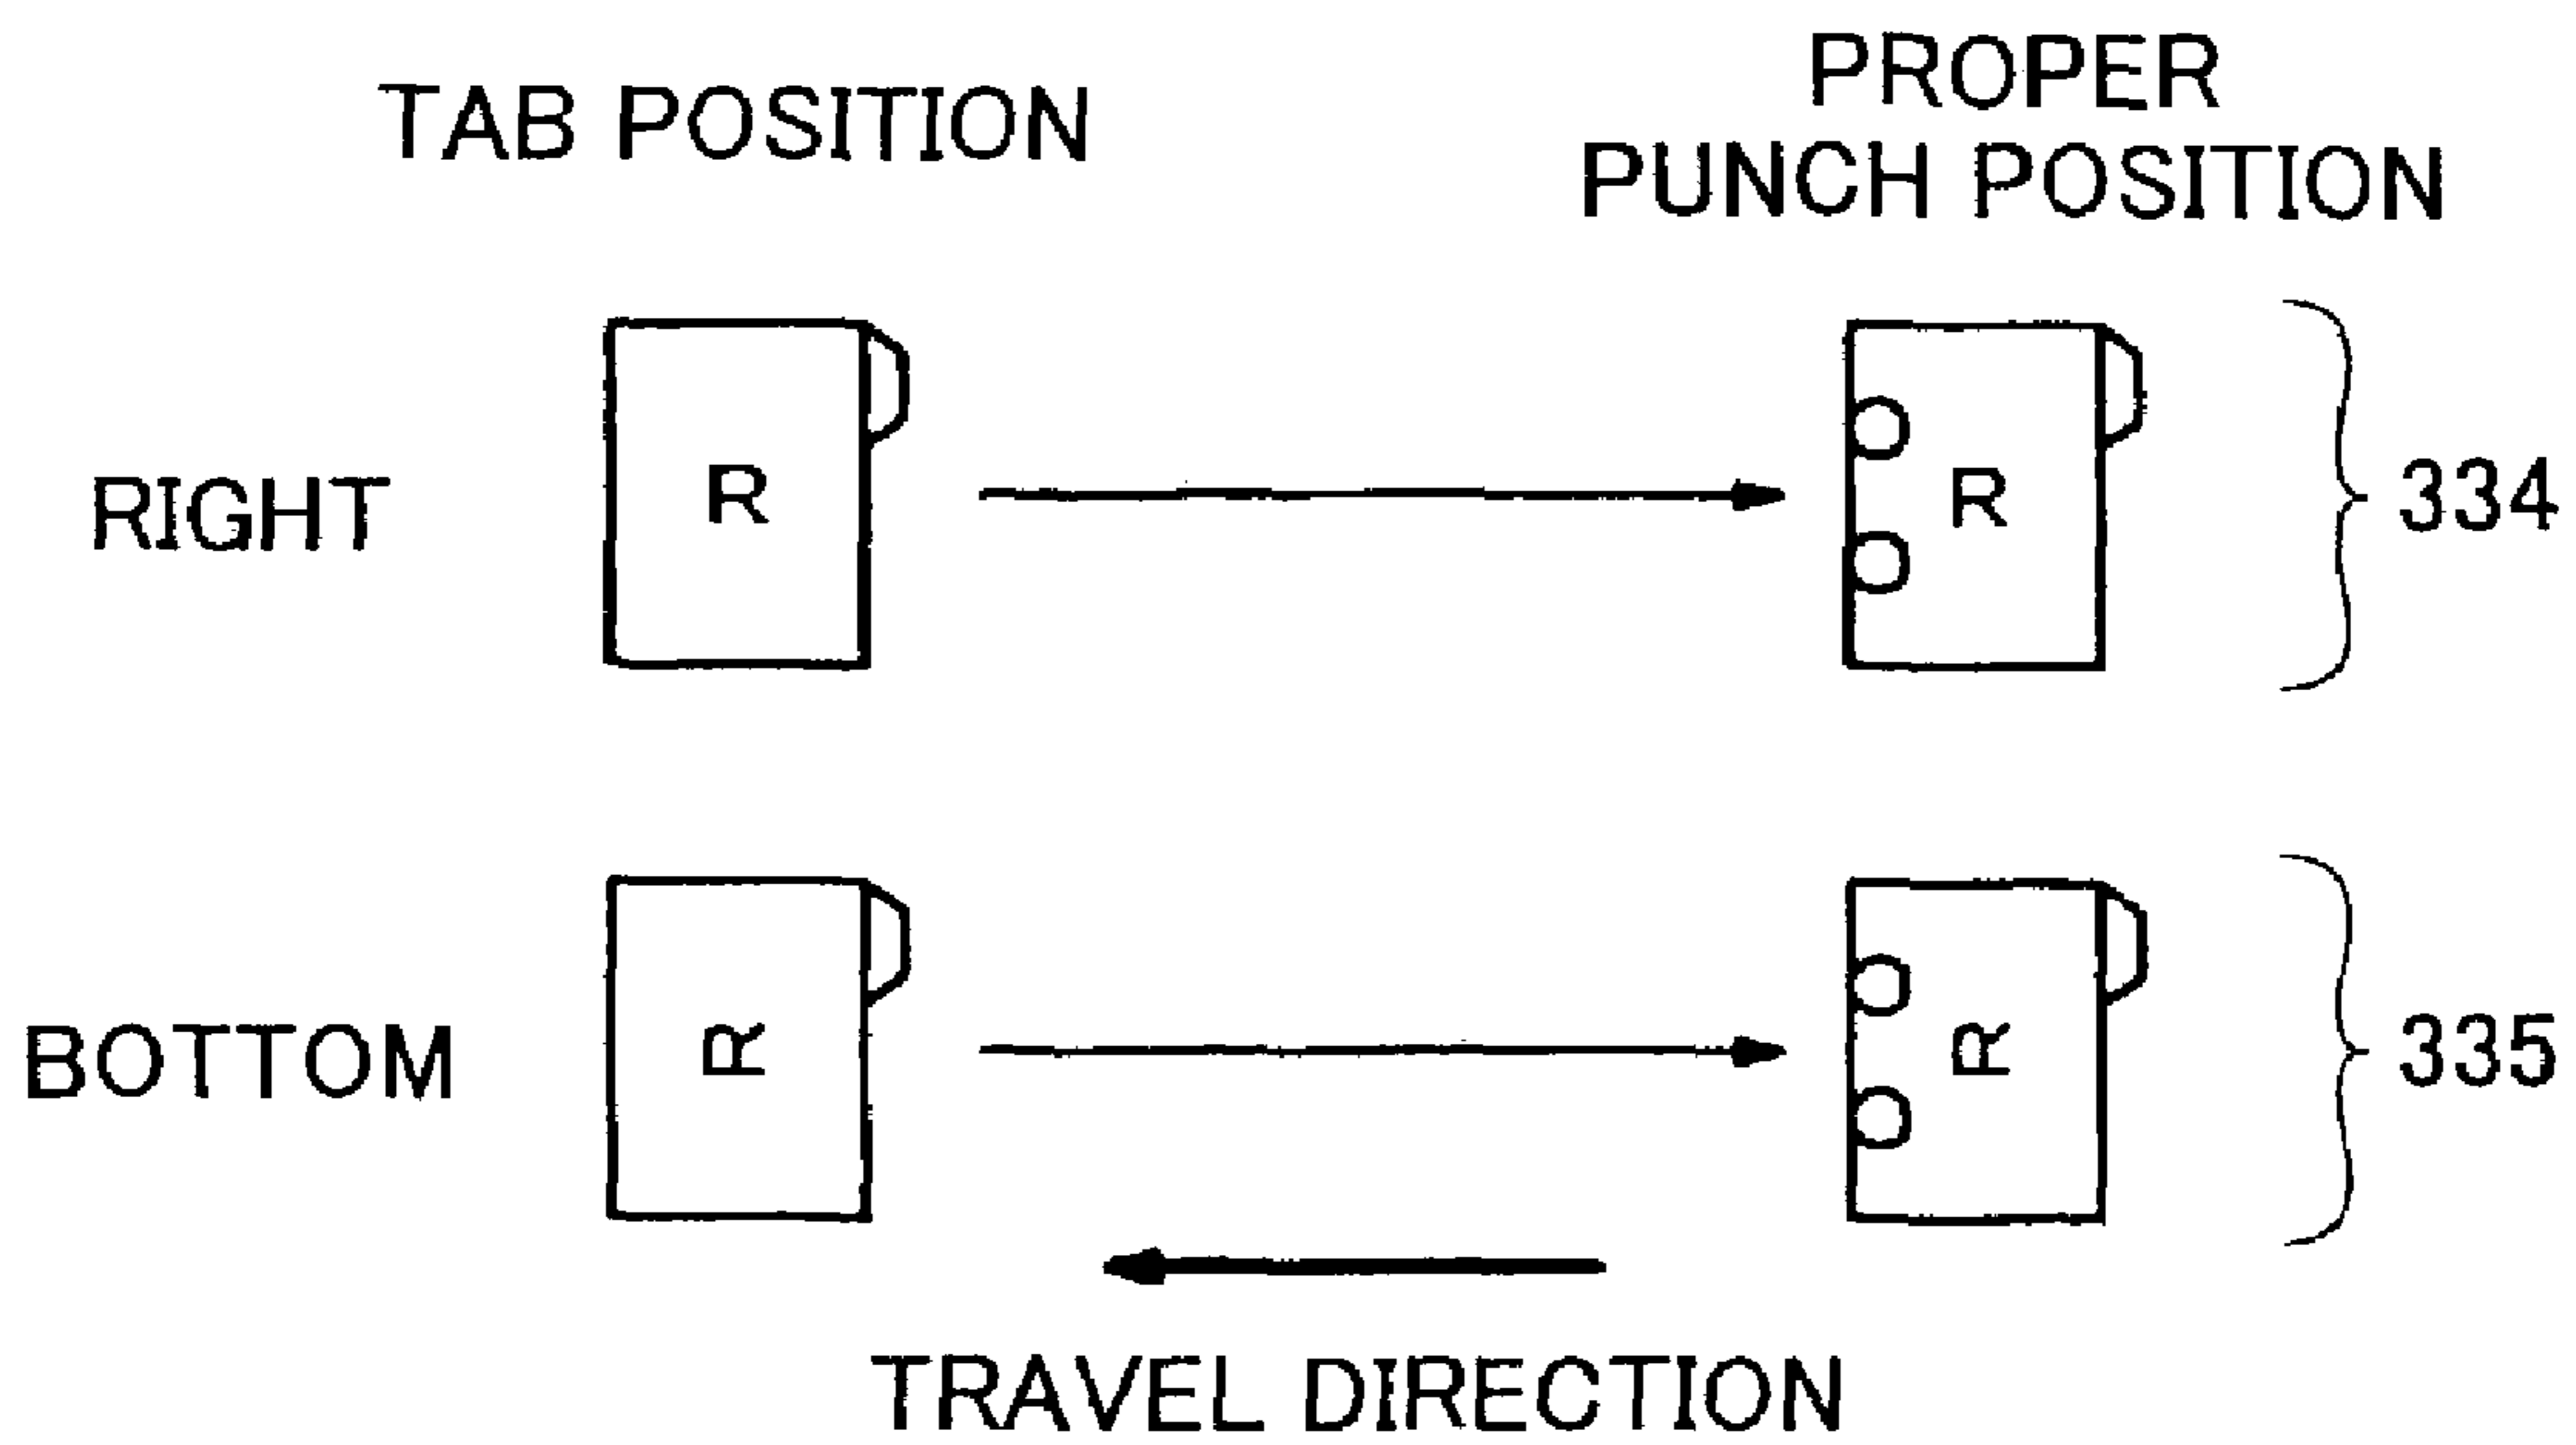 TAB POSITION
PROPER
PUNCH POSITION
RIGHT
R
R
334
BOTTOM
R
R
335
TRAVEL DIRECTION